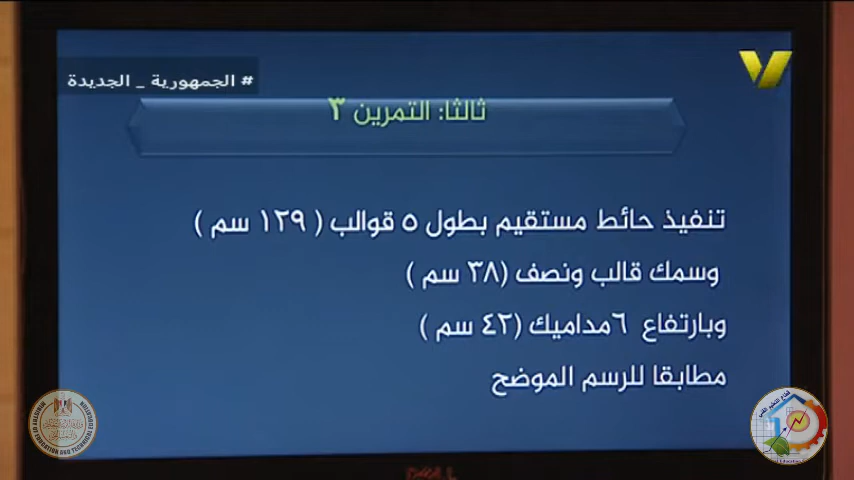 # الجمهورية _ الجديدة
ثالثا: التمرين ٣
تنفيذ حائط مستقيم بطول ٥ قوالب ( ١٢٩ سم )
وسمك قالب ونصف (٣٨ سم )
وبارتفاع ٦مداميك (٤٢ سم )
مطابقا للرسم الموضح